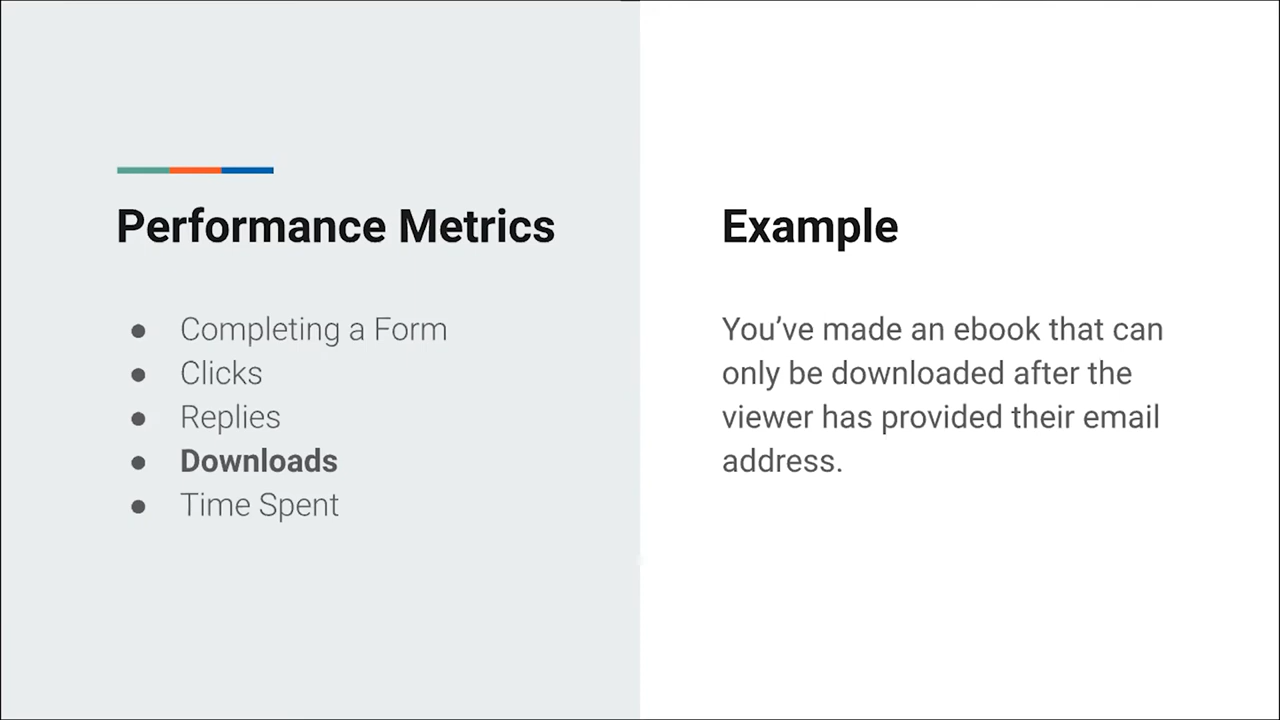 Performance Metrics
● Completing a Form
● Clicks
● Replies
● Downloads
● Time Spent
Example
You’ve made an ebook that can
only be downloaded after the
viewer has provided their email
address.